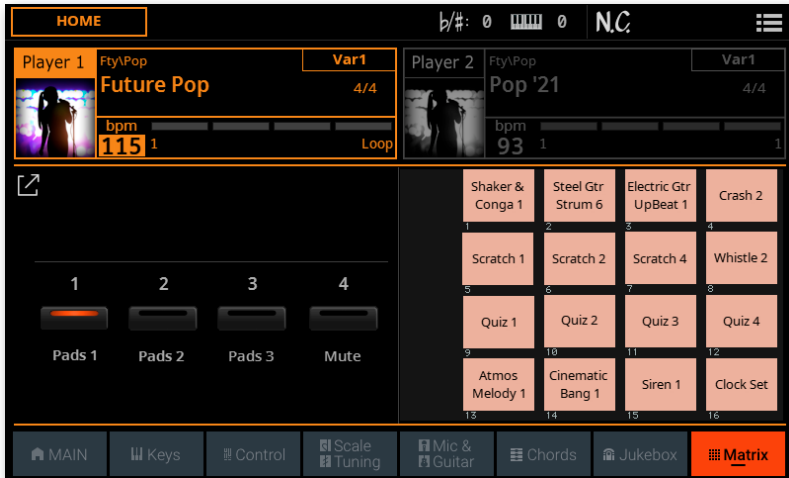 HOME
♭/♯: 0
0
N.C.
Player 1
Fty\Pop
Var1
Future Pop
4/4
bpm
115
1
Loop
Player 2
Fty\Pop
Var1
Pop '21
4/4
bpm
93
1
1
1
2
3
4
Pads 1
Pads 2
Pads 3
Mute
Shaker &
Conga 1
1
Steel Gtr
Strum 6
2
Electric Gtr
UpBeat 1
3
Crash 2
4
Scratch 1
5
Scratch 2
6
Scratch 4
7
Whistle 2
8
Quiz 1
9
Quiz 2
10
Quiz 3
11
Quiz 4
12
Atmos
Melody 1
13
Cinematic
Bang 1
14
Siren 1
15
Clock Set
16
MAIN
Keys
Control
Scale
Tuning
Mic &
Guitar
Chords
Jukebox
Matrix